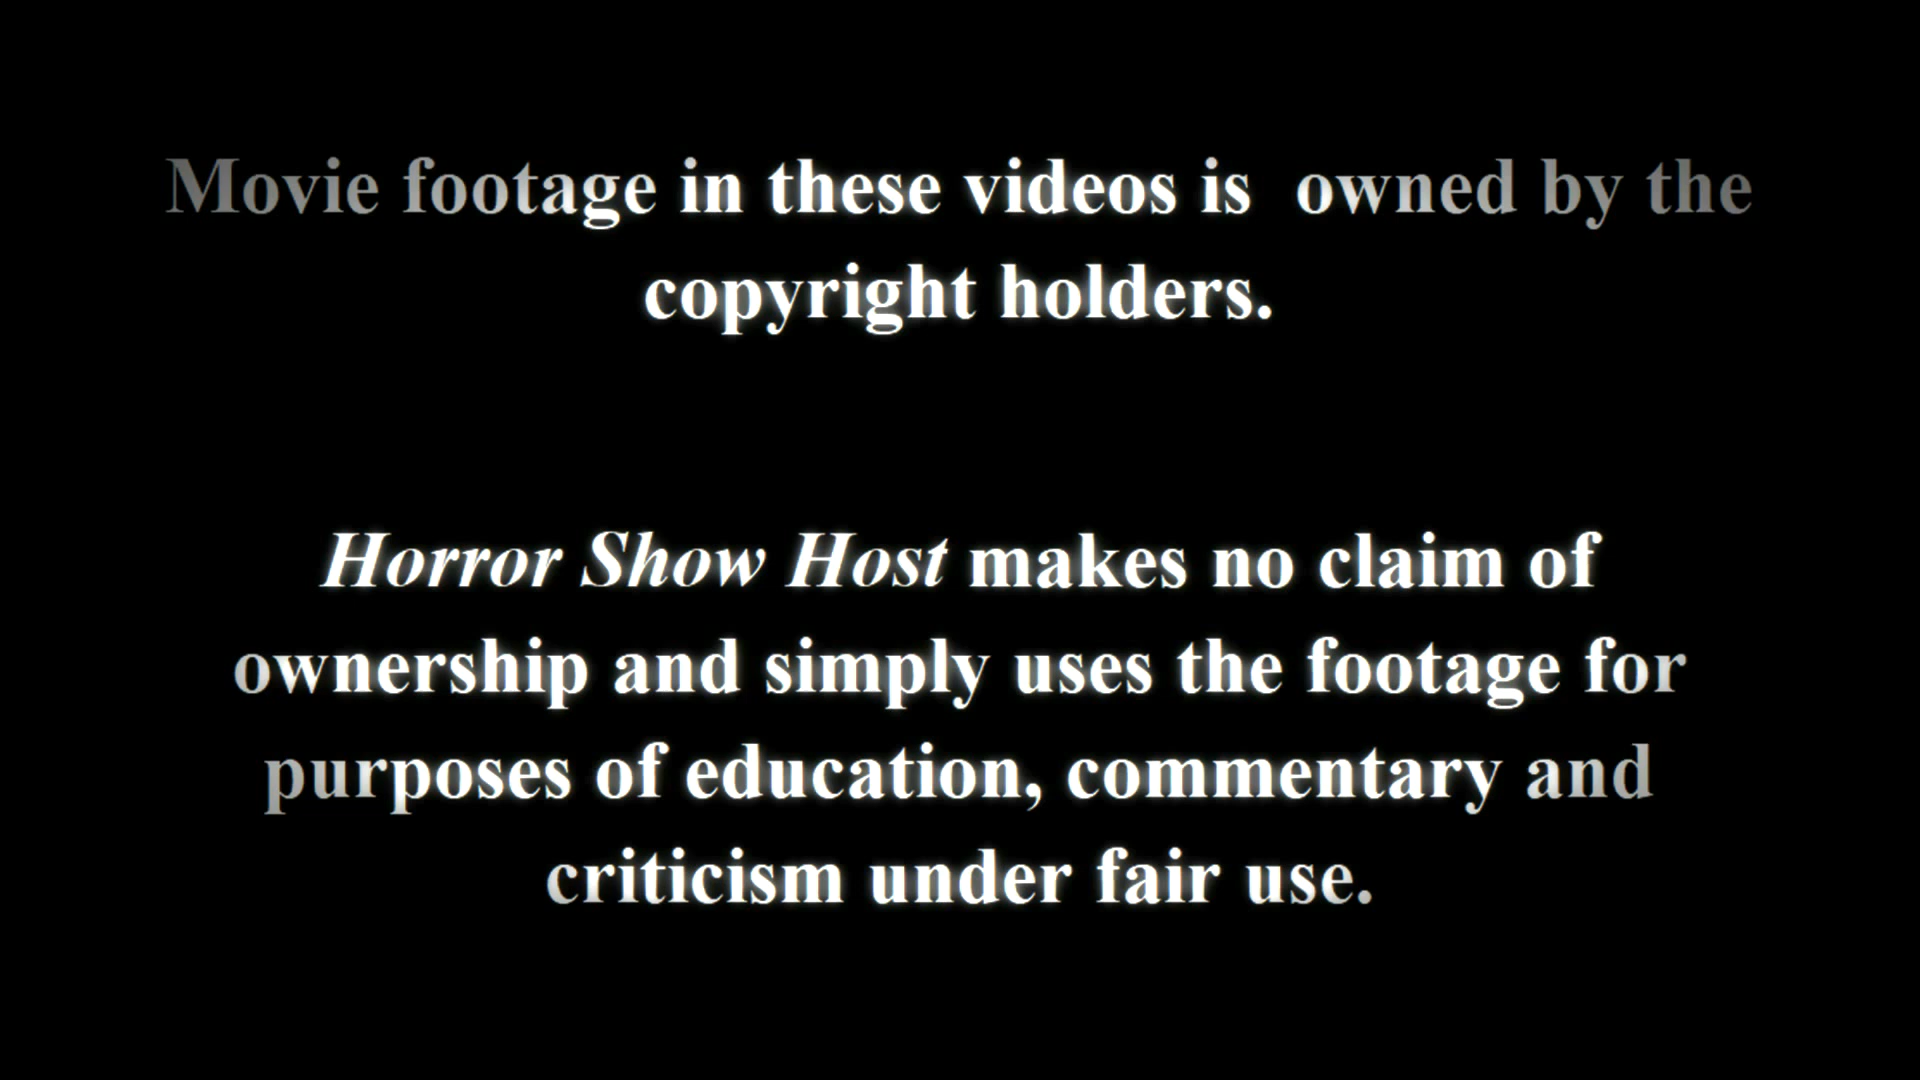 Movie footage in these videos is  owned by the
copyright holders.
Horror Show Host makes no claim of
ownership and simply uses the footage for
purposes of education, commentary and
criticism under fair use.